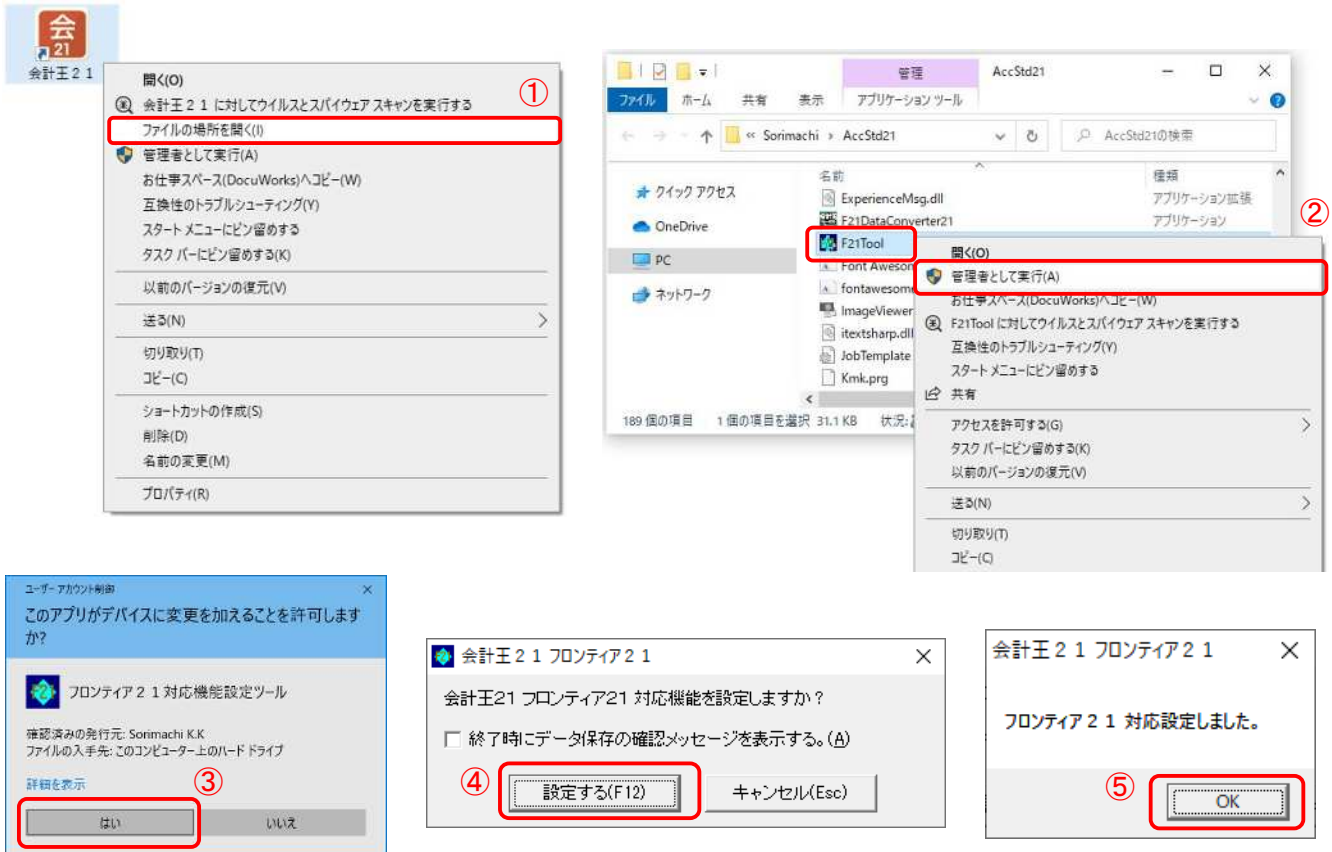 会
21
会計王21
①
開く(O)
会計王21 に対してウイルスとスパイウェア スキャンを実行する
ファイルの場所を開く(I)
管理者として実行(A)
お仕事スペース(DocuWorks)へコピー(W)
互換性のトラブルシューティング(Y)
スタート メニューにピン留めする
タスク バーにピン留めする(K)
以前のバージョンの復元(V)
送る(N)
切り取り(T)
コピー(C)
ショートカットの作成(S)
削除(D)
名前の変更(M)
プロパティ(R)
管理
AccStd21
ファイル ホーム 共有 表示 アプリケーション ツール
« Sorimachi › AccStd21
AccStd21の検索
クイック アクセス
OneDrive
PC
ネットワーク
名前 種類
ExperienceMsg.dll アプリケーション拡張
F21DataConverter21 アプリケーション
F21Tool
Font Aweson
fontawesome
ImageViewer
itextsharp.dll
JobTemplate
Kmk.prg
189 個の項目 1 個の項目を選択 31.1 KB 状況:
②
開く(O)
管理者として実行(A)
お仕事スペース(DocuWorks)へコピー(W)
F21Tool に対してウイルスとスパイウェア スキャンを実行する
互換性のトラブルシューティング(Y)
スタート メニューにピン留めする
共有
アクセスを許可する(G)
タスク バーにピン留めする(K)
以前のバージョンの復元(V)
送る(N)
切り取り(T)
コピー(C)
ユーザー アカウント制御
このアプリがデバイスに変更を加えることを許可します
か?
フロンティア21対応機能設定ツール
確認済みの発行元: Sorimachi K.K
ファイルの入手先: このコンピューター上のハード ドライブ
詳細を表示
③
はい いいえ
会計王21 フロンティア21
会計王21 フロンティア21 対応機能を設定しますか?
終了時にデータ保存の確認メッセージを表示する。(A)
④
設定する(F12) キャンセル(Esc)
会計王21 フロンティア21
フロンティア21 対応設定しました。
⑤
OK